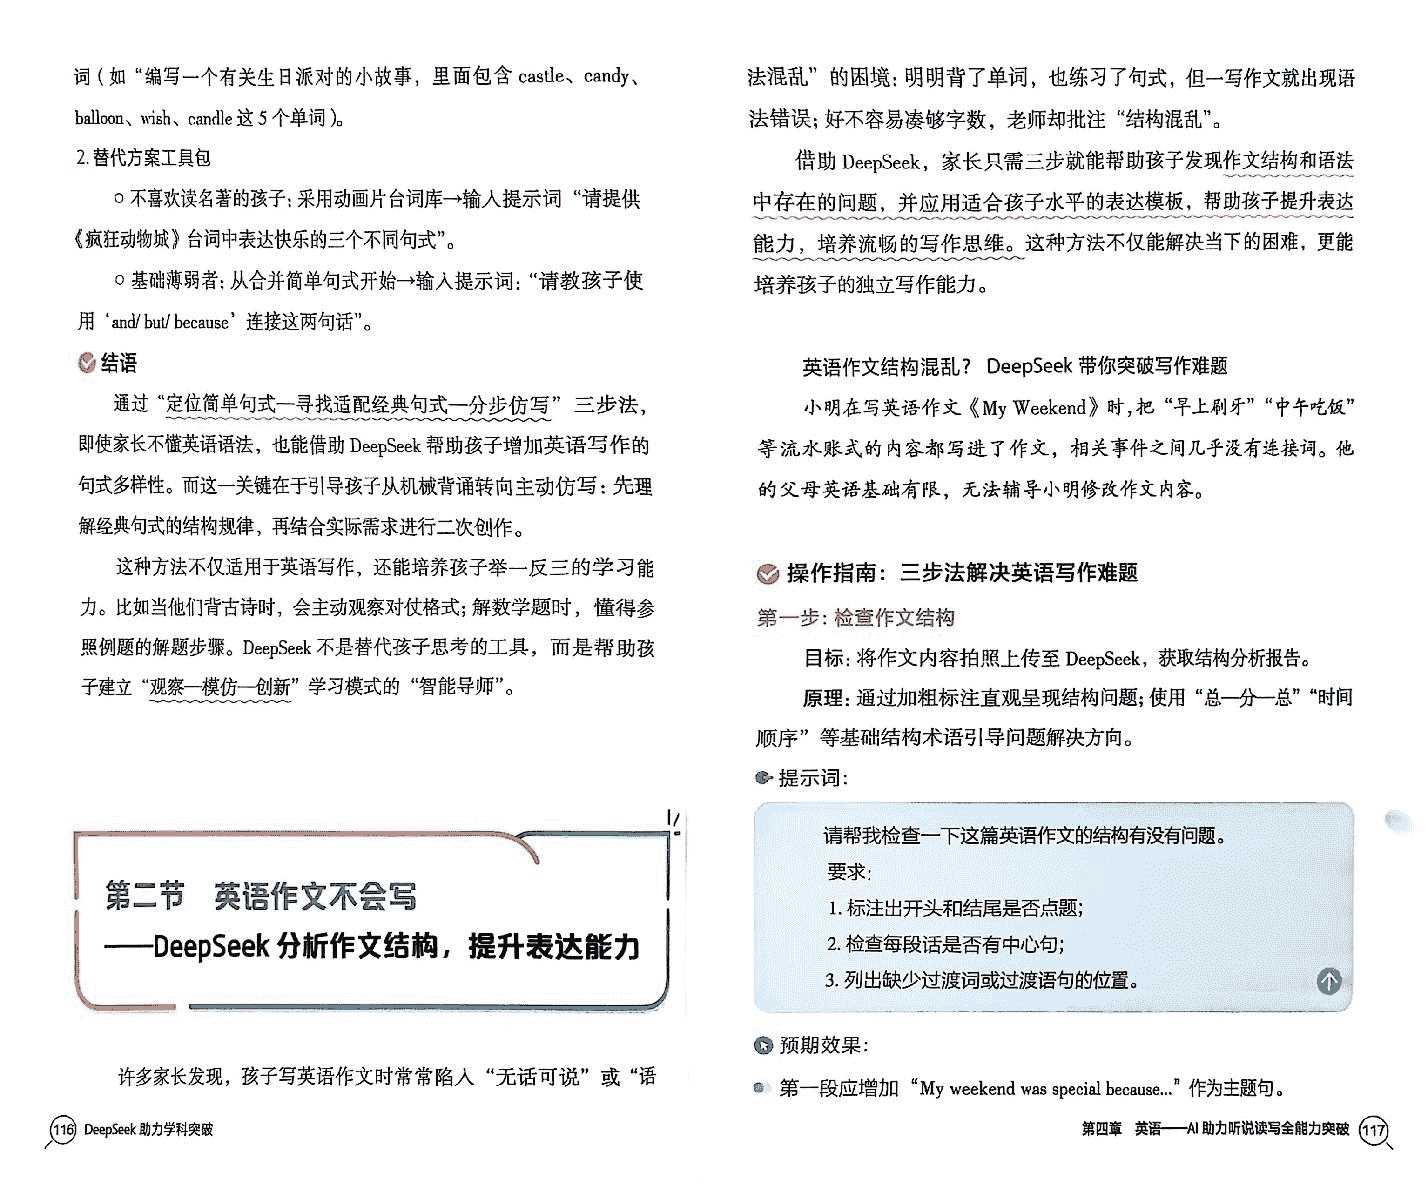 词（如“编写一个有关生日派对的小故事，里面包含 castle、candy、
balloon、wish、candle 这 5 个单词）。
2. 替代方案工具包
○ 不喜欢读名著的孩子：采用动画片台词库→输入提示词“请提供
《疯狂动物城》台词中表达快乐的三个不同句式”。
○ 基础薄弱者：从合并简单句式开始→输入提示词：“请教孩子使
用‘and/ but/ because’连接这两句话”。
结语
通过“定位简单句式—寻找适配经典句式—分步仿写”三步法，
即使家长不懂英语语法，也能借助 DeepSeek 帮助孩子增加英语写作的
句式多样性。而这一关键在于引导孩子从机械背诵转向主动仿写：先理
解经典句式的结构规律，再结合实际需求进行二次创作。
这种方法不仅适用于英语写作，还能培养孩子举一反三的学习能
力。比如当他们背古诗时，会主动观察对仗格式；解数学题时，懂得参
照例题的解题步骤。DeepSeek 不是替代孩子思考的工具，而是帮助孩
子建立“观察—模仿—创新”学习模式的“智能导师”。
第二节 英语作文不会写
——DeepSeek 分析作文结构，提升表达能力
许多家长发现，孩子写英语作文时常常陷入“无话可说”或“语
116 DeepSeek 助力学科突破
法混乱”的困境：明明背了单词，也练习了句式，但一写作文就出现语
法错误；好不容易凑够字数，老师却批注“结构混乱”。
借助 DeepSeek，家长只需三步就能帮助孩子发现作文结构和语法
中存在的问题，并应用适合孩子水平的表达模板，帮助孩子提升表达
能力，培养流畅的写作思维。这种方法不仅能解决当下的困难，更能
培养孩子的独立写作能力。
英语作文结构混乱？ DeepSeek 带你突破写作难题
小明在写英语作文《My Weekend》时，把“早上刷牙”“中午吃饭”
等流水账式的内容都写进了作文，相关事件之间几乎没有连接词。他
的父母英语基础有限，无法辅导小明修改作文内容。
操作指南：三步法解决英语写作难题
第一步：检查作文结构
目标：将作文内容拍照上传至 DeepSeek，获取结构分析报告。
原理：通过加粗标注直观呈现结构问题；使用“总—分—总”“时间
顺序”等基础结构术语引导问题解决方向。
提示词：
请帮我检查一下这篇英语作文的结构有没有问题。
要求：
1. 标注出开头和结尾是否点题；
2. 检查每段话是否有中心句；
3. 列出缺少过渡词或过渡语句的位置。
预期效果：
第一段应增加“My weekend was special because...”作为主题句。
第四章 英语——AI 助力听说读写全能力突破 117